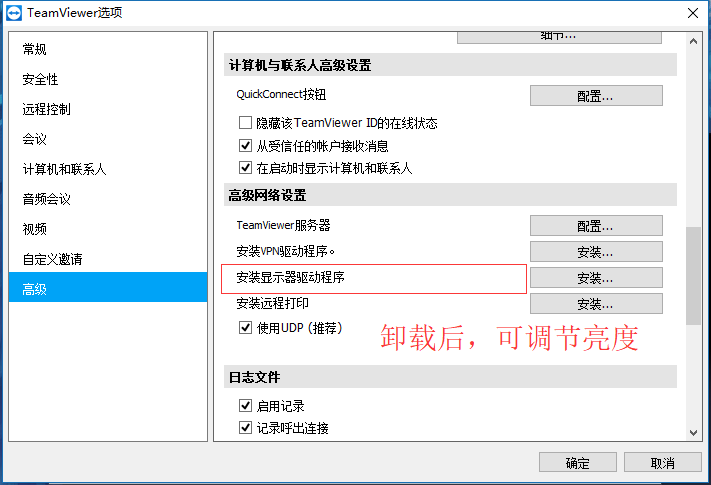 TeamViewer选项
常规
安全性
远程控制
会议
计算机和联系人
音频会议
视频
自定义邀请
高级
细节...
计算机与联系人高级设置
QuickConnect按钮 配置...
隐藏该TeamViewer ID的在线状态
从受信任的帐户接收消息
在启动时显示计算机和联系人
高级网络设置
TeamViewer服务器 配置...
安装VPN驱动程序。 安装...
安装显示器驱动程序 安装...
安装远程打印 安装...
使用UDP（推荐）
卸载后，可调节亮度
日志文件
启用记录
记录呼出连接
确定 取消